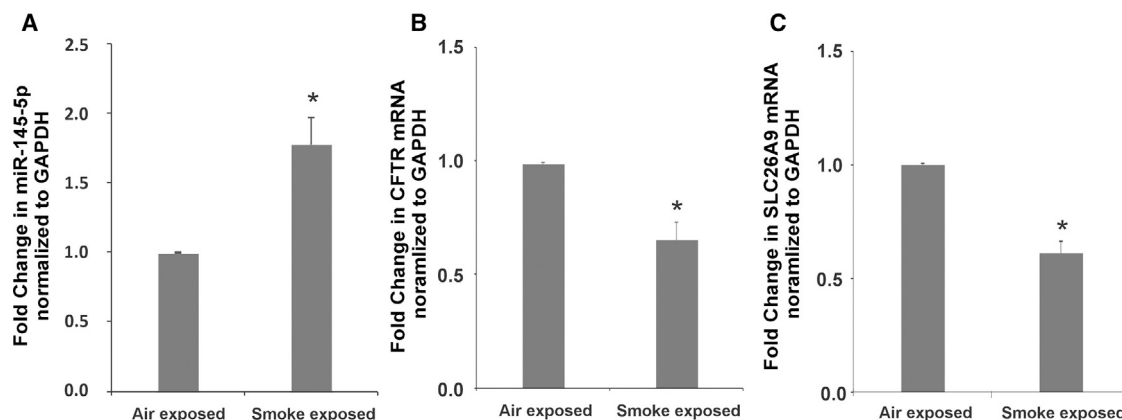 A
Fold Change in miR-145-5p
normalized to GAPDH
2.5
2.0
1.5
1.0
0.5
0.0
*
Air exposed
Smoke exposed
B
Fold Change in CFTR mRNA
noramlized to GAPDH
1.5
1.0
0.5
0.0
*
Air exposed
Smoke exposed
C
Fold Change in SLC26A9 mRNA
noramlized to GAPDH
1.5
1.0
0.5
0.0
*
Air exposed
Smoke exposed